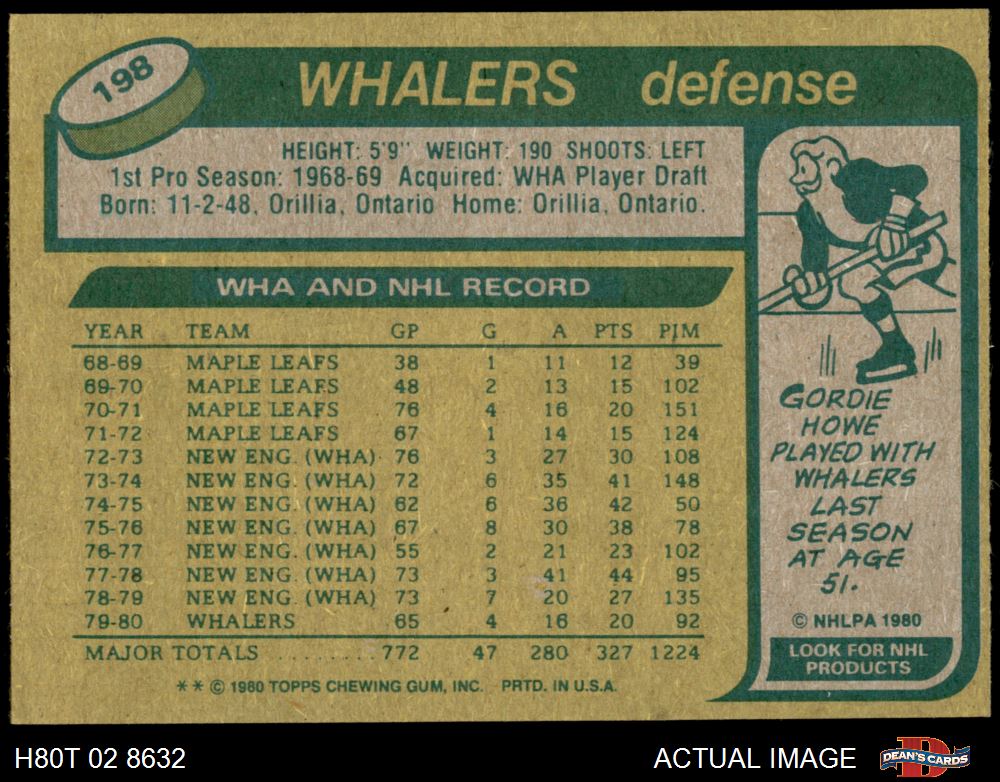 198
WHALERS defense
HEIGHT: 5'9" WEIGHT: 190 SHOOTS: LEFT
1st Pro Season: 1968-69 Acquired: WHA Player Draft
Born: 11-2-48, Orillia, Ontario Home: Orillia, Ontario.
WHA AND NHL RECORD
YEAR TEAM GP G A PTS PIM
68-69 MAPLE LEAFS 38 1 11 12 39
69-70 MAPLE LEAFS 48 2 13 15 102
70-71 MAPLE LEAFS 76 4 16 20 151
71-72 MAPLE LEAFS 67 1 14 15 124
72-73 NEW ENG. (WHA) 76 3 27 30 108
73-74 NEW ENG. (WHA) 72 6 35 41 148
74-75 NEW ENG. (WHA) 62 6 36 42 50
75-76 NEW ENG. (WHA) 67 8 30 38 78
76-77 NEW ENG. (WHA) 55 2 21 23 102
77-78 NEW ENG. (WHA) 73 3 41 44 95
78-79 NEW ENG. (WHA) 73 7 20 27 135
79-80 WHALERS 65 4 16 20 92
MAJOR TOTALS ......... 772 47 280 327 1224
** © 1980 TOPPS CHEWING GUM, INC. PRTD. IN U.S.A.
GORDIE
HOWE
PLAYED WITH
WHALERS
LAST
SEASON
AT AGE
51.
© NHLPA 1980
LOOK FOR NHL
PRODUCTS
H80T 02 8632
ACTUAL IMAGE
DEAN'S CARDS